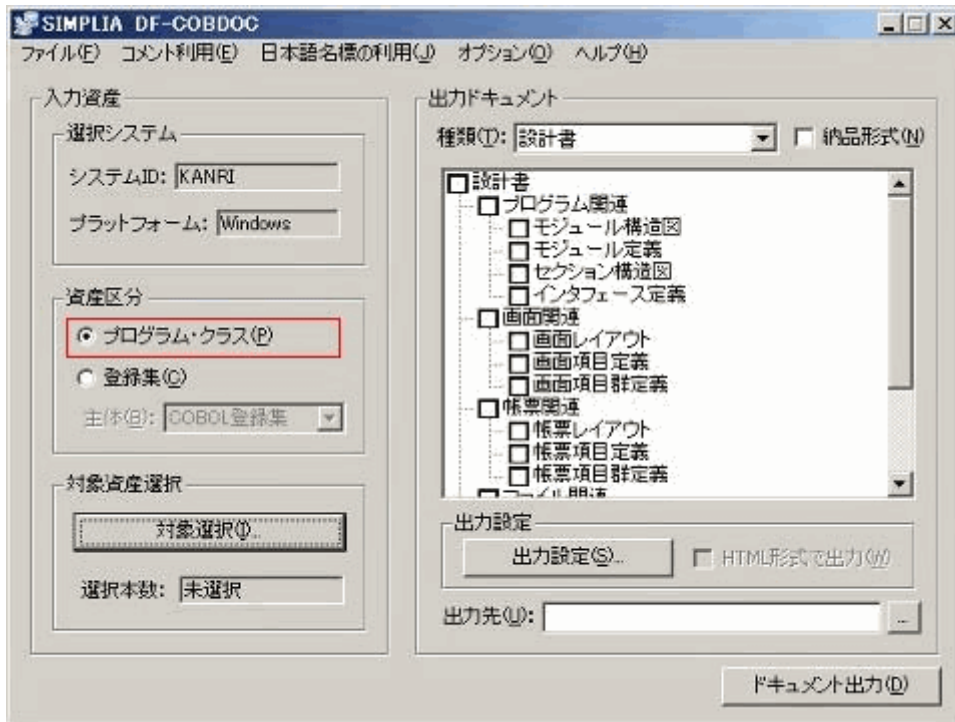 SIMPLIA DF-COBDOC
ファイル(F) コメント利用(E) 日本語名標の利用(J) オプション(O) ヘルプ(H)
入力資産
選択システム
システムID: KANRI
プラットフォーム: Windows
資産区分
プログラム・クラス(P)
登録集(C)
主体(B): COBOL登録集
対象資産選択
対象選択(I)...
選択本数: 未選択
出力ドキュメント
種類(T): 設計書
納品形式(N)
設計書
プログラム関連
モジュール構造図
モジュール定義
セクション構造図
インタフェース定義
画面関連
画面レイアウト
画面項目定義
画面項目群定義
帳票関連
帳票レイアウト
帳票項目定義
帳票項目群定義
ファイル関連
出力設定
出力設定(S)...
HTML形式で出力(W)
出力先(U):
...
ドキュメント出力(D)